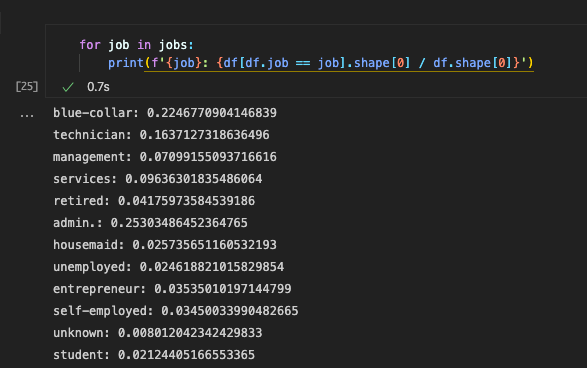 for job in jobs:
print(f'{job}: {df[df.job == job].shape[0] / df.shape[0]}')
[25]
✓ 0.7s
... blue-collar: 0.2246770904146839
technician: 0.1637127318636496
management: 0.07099155093716616
services: 0.09636301835486064
retired: 0.04175973584539186
admin.: 0.25303486452364765
housemaid: 0.025735651160532193
unemployed: 0.024618821015829854
entrepreneur: 0.03535010197144799
self-employed: 0.03450033990482665
unknown: 0.008012042342429833
student: 0.02124405166553365